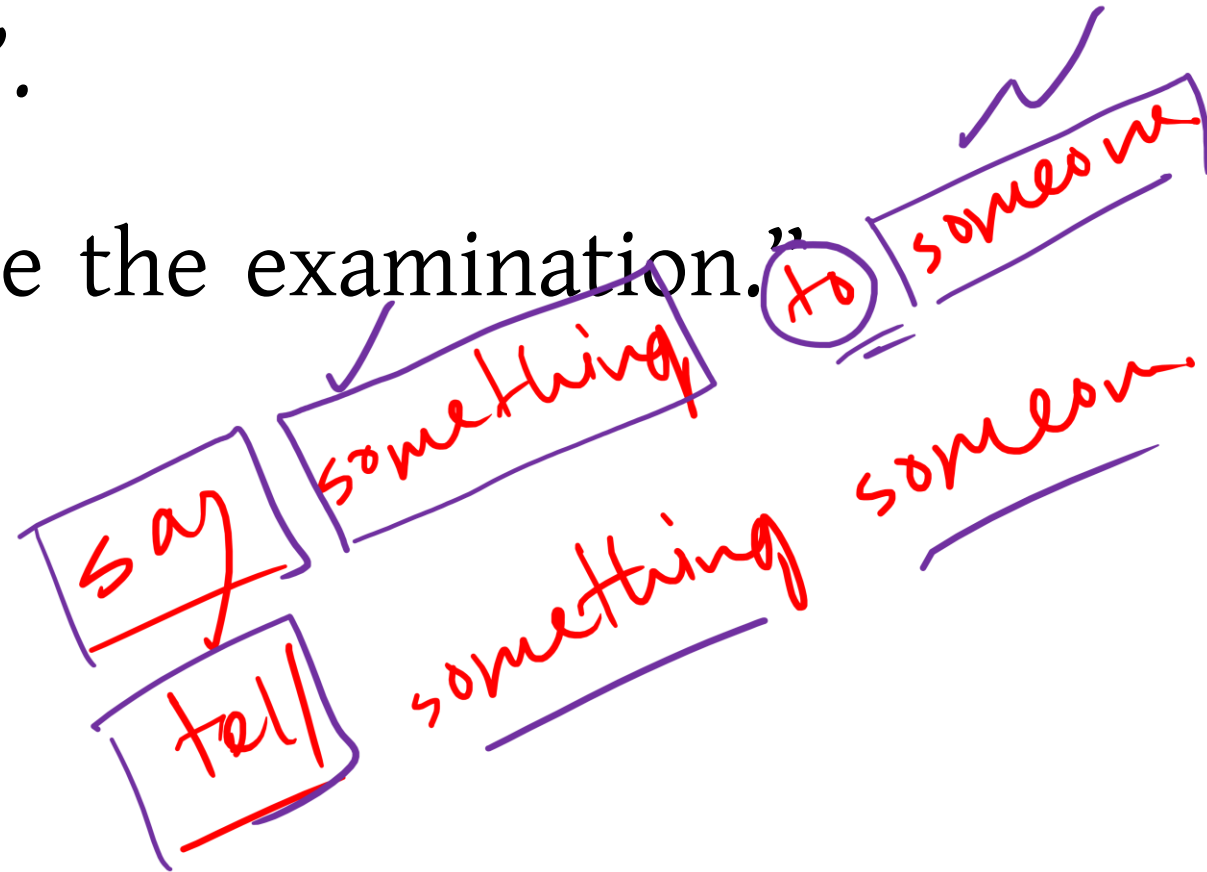 ”.
e the examination.”
say something to someone
tell something someone